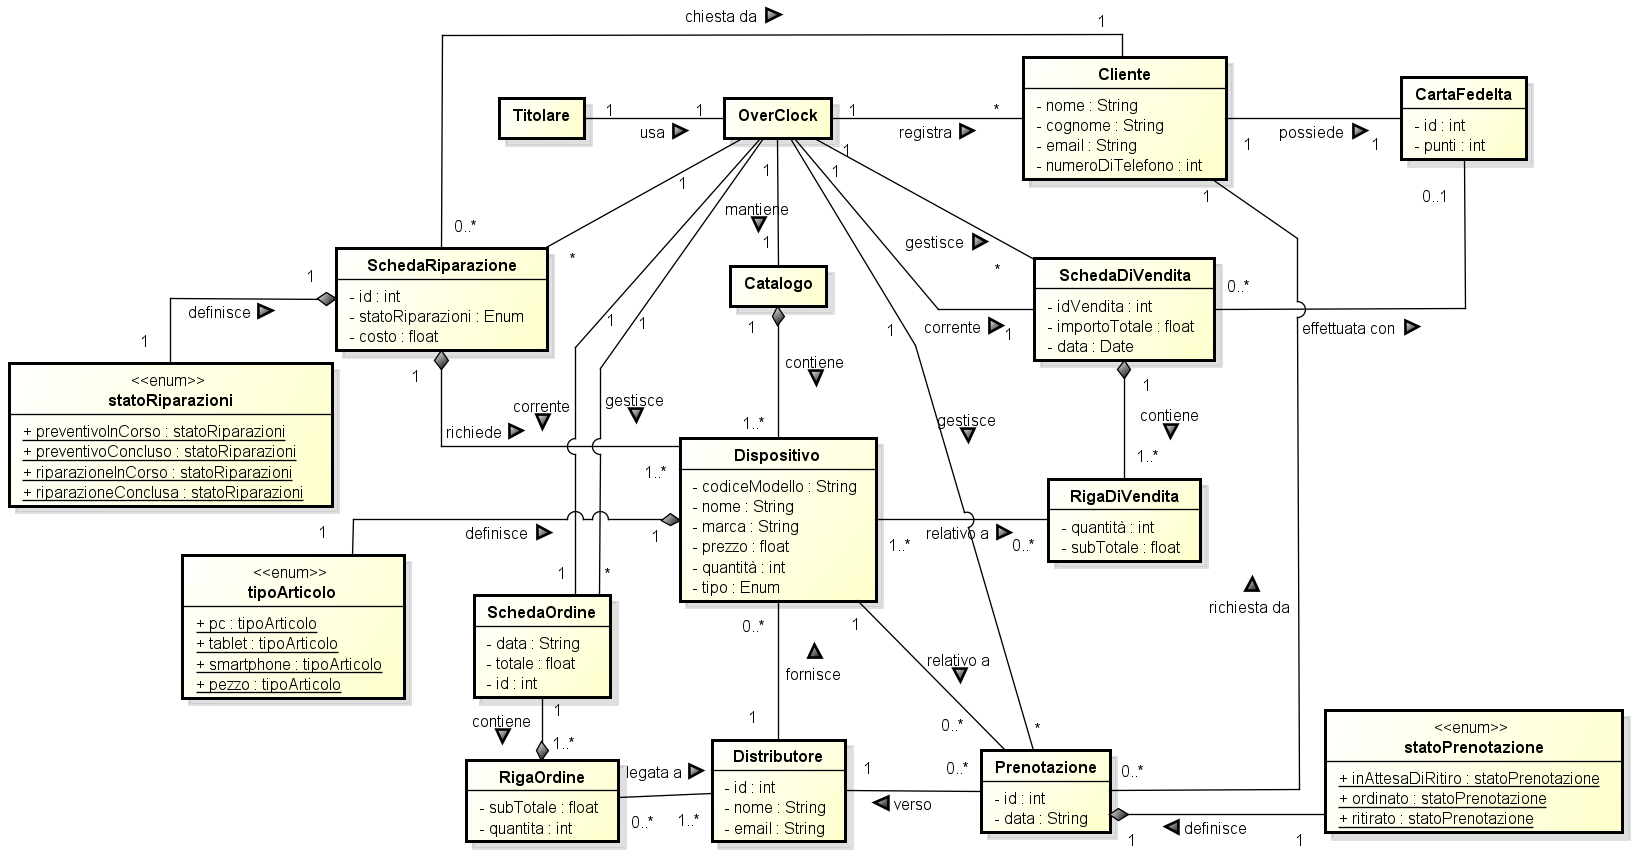 chiesta da
1
Cliente
- nome : String
- cognome : String
- email : String
- numeroDiTelefono : int
CartaFedelta
- id : int
- punti : int
Titolare
1
usa
1
OverClock
1
registra
*
1
possiede
1
1
1
1
1
1
0..*
mantiene
1
*
gestisce
*
0..1
1
SchedaRiparazione
- id : int
- statoRiparazioni : Enum
- costo : float
Catalogo
1
SchedaDiVendita
- idVendita : int
- importoTotale : float
- data : Date
0..*
effettuata con
1
definisce
1
1
1
corrente
1
1
<<enum>>
statoRiparazioni
+ preventivoInCorso : statoRiparazioni
+ preventivoConcluso : statoRiparazioni
+ riparazioneInCorso : statoRiparazioni
+ riparazioneConclusa : statoRiparazioni
1
richiede
1..*
corrente
gestisce
contiene
1..*
gestisce
1
contiene
1..*
Dispositivo
- codiceModello : String
- nome : String
- marca : String
- prezzo : float
- quantità : int
- tipo : Enum
RigaDiVendita
- quantità : int
- subTotale : float
1
definisce
1
1..*
relativo a
0..*
<<enum>>
tipoArticolo
+ pc : tipoArticolo
+ tablet : tipoArticolo
+ smartphone : tipoArticolo
+ pezzo : tipoArticolo
1
*
SchedaOrdine
- data : String
- totale : float
- id : int
0..*
fornisce
1
1
relativo a
0..*
*
richiesta da
contiene
1
1..*
RigaOrdine
- subTotale : float
- quantita : int
legata a
0..*
1..*
Distributore
- id : int
- nome : String
- email : String
1
verso
0..*
Prenotazione
- id : int
- data : String
0..*
1
definisce
1
<<enum>>
statoPrenotazione
+ inAttesaDiRitiro : statoPrenotazione
+ ordinato : statoPrenotazione
+ ritirato : statoPrenotazione